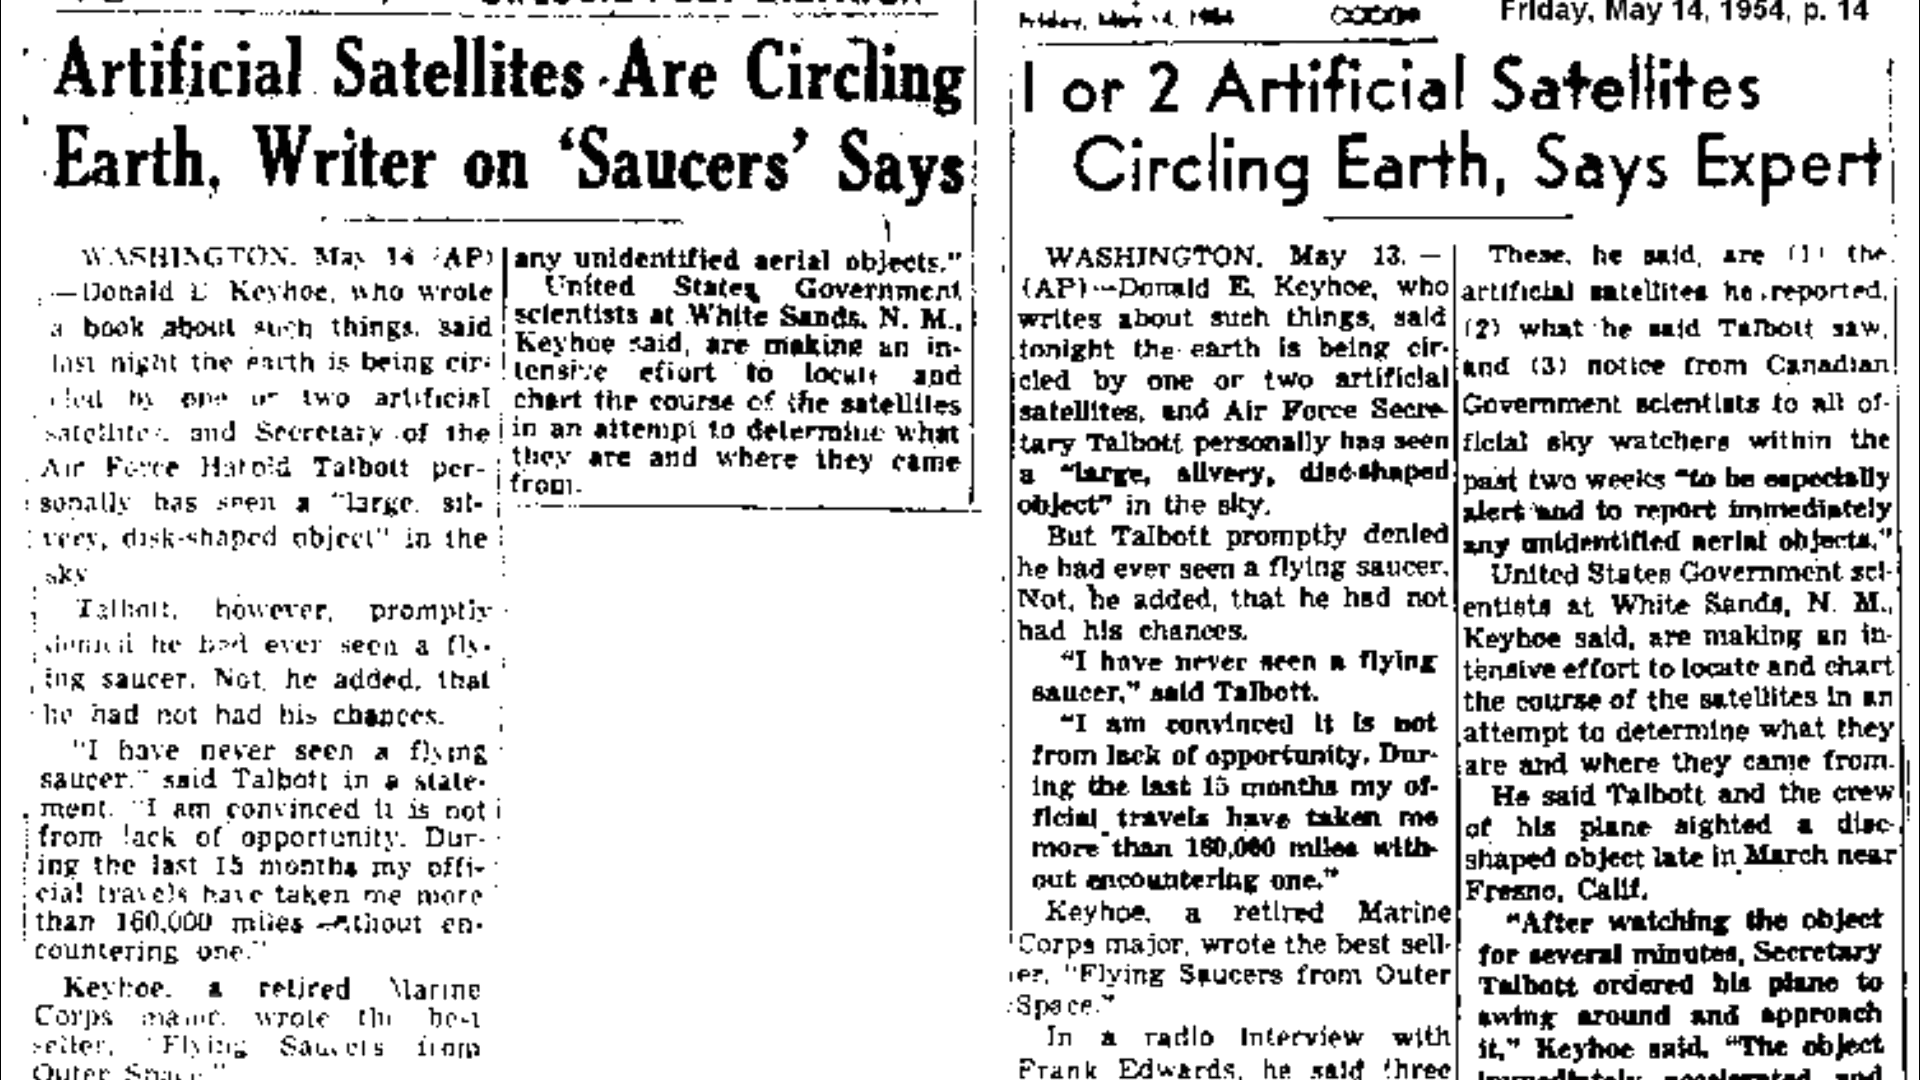 Artificial Satellites Are Circling
Earth, Writer on 'Saucers' Says
WASHINGTON, May 14 (AP)
—Donald E Keyhoe, who wrote
a book about such things, said
last night the earth is being cir-
cled by one or two artificial
satellites, and Secretary of the
Air Force Harold Talbott per-
sonally has seen a "large, sil-
very, disk-shaped object" in the
sky
Talbott, however, promptly
denied he had ever seen a fly-
ing saucer. Not, he added, that
he had not had his chances.
"I have never seen a flying
saucer," said Talbott in a state-
ment. "I am convinced it is not
from lack of opportunity. Dur-
ing the last 15 months my offi-
cial travels have taken me more
than 160,000 miles without en-
countering one."
Keyhoe, a retired Marine
Corps major, wrote the best
seller, "Flying Saucers from
Outer Space."
any unidentified aerial objects."
United States Government
scientists at White Sands, N. M.,
Keyhoe said, are making an in-
tensive effort to locate and
chart the course of the satellites
in an attempt to determine what
they are and where they came
from.
Friday, May 14, 1954
Friday, May 14, 1954, p. 14
1 or 2 Artificial Satellites
Circling Earth, Says Expert
WASHINGTON, May 13.—
(AP)—Donald E. Keyhoe, who
writes about such things, said
tonight the earth is being cir-
cled by one or two artificial
satellites, and Air Force Secre-
tary Talbott personally has seen
a "large, silvery, disc-shaped
object" in the sky.
But Talbott promptly denied
he had ever seen a flying saucer.
Not, he added, that he had not
had his chances.
"I have never seen a flying
saucer," said Talbott.
"I am convinced it is not
from lack of opportunity. Dur-
ing the last 15 months my of-
ficial travels have taken me
more than 160,000 miles with-
out encountering one."
Keyhoe, a retired Marine
Corps major, wrote the best sell-
er, "Flying Saucers from Outer
Space."
In a radio interview with
Frank Edwards, he said three
These, he said, are (1) the
artificial satellites he reported,
(2) what he said Talbott saw,
and (3) notice from Canadian
Government scientists to all of-
ficial sky watchers within the
past two weeks "to be especially
alert and to report immediately
any unidentified aerial objects."
United States Government sci-
entists at White Sands, N. M.,
Keyhoe said, are making an in-
tensive effort to locate and chart
the course of the satellites in an
attempt to determine what they
are and where they came from.
He said Talbott and the crew
of his plane sighted a disc-
shaped object late in March near
Fresno, Calif.
"After watching the object
for several minutes, Secretary
Talbott ordered his plane to
swing around and approach
it," Keyhoe said. "The object
immediately accelerated and